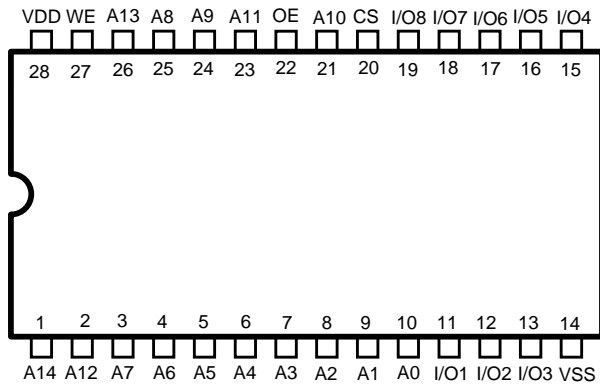 VDD WE A13 A8 A9 A11 OE A10 CS I/O8 I/O7 I/O6 I/O5 I/O4
28 27 26 25 24 23 22 21 20 19 18 17 16 15
1 2 3 4 5 6 7 8 9 10 11 12 13 14
A14 A12 A7 A6 A5 A4 A3 A2 A1 A0 I/O1 I/O2 I/O3 VSS